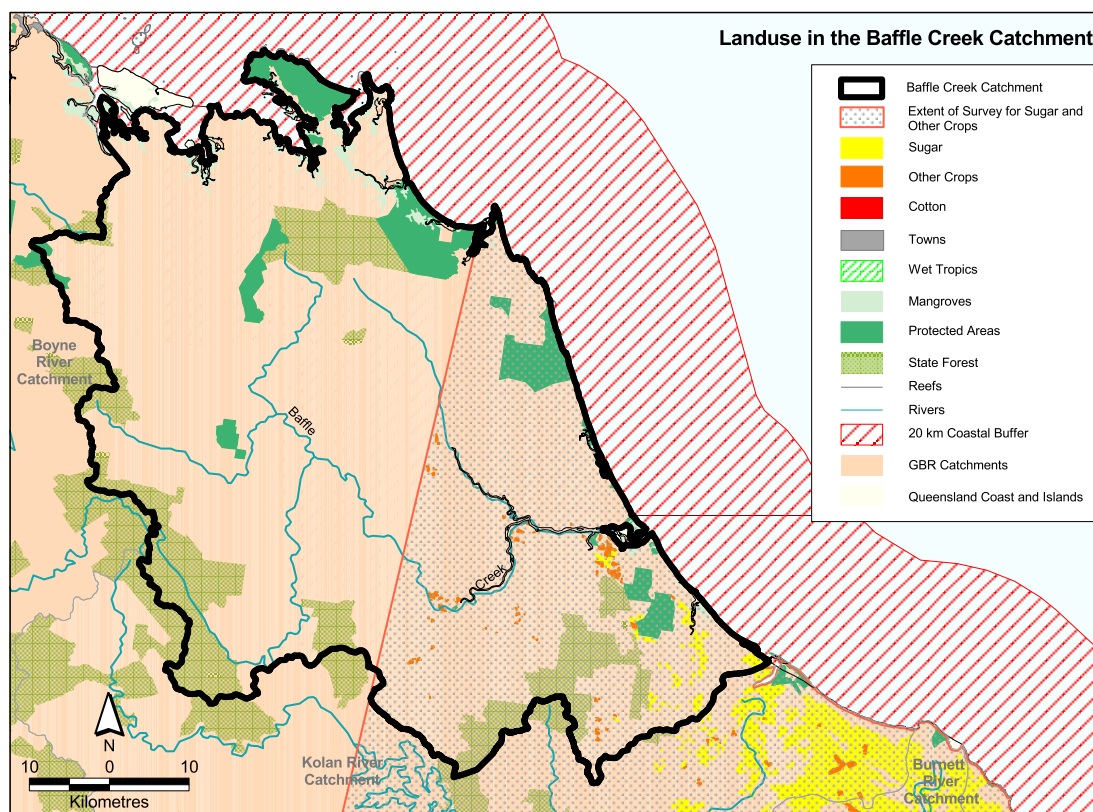 Landuse in the Baffle Creek Catchment
Baffle Creek Catchment
Extent of Survey for Sugar and
Other Crops
Sugar
Other Crops
Cotton
Towns
Wet Tropics
Mangroves
Protected Areas
State Forest
Reefs
Rivers
20 km Coastal Buffer
GBR Catchments
Queensland Coast and Islands
Boyne
River
Catchment
Baffle
Creek
N
10 0 10
Kilometres
Kolan River
Catchment
Burnett
River
Catchment